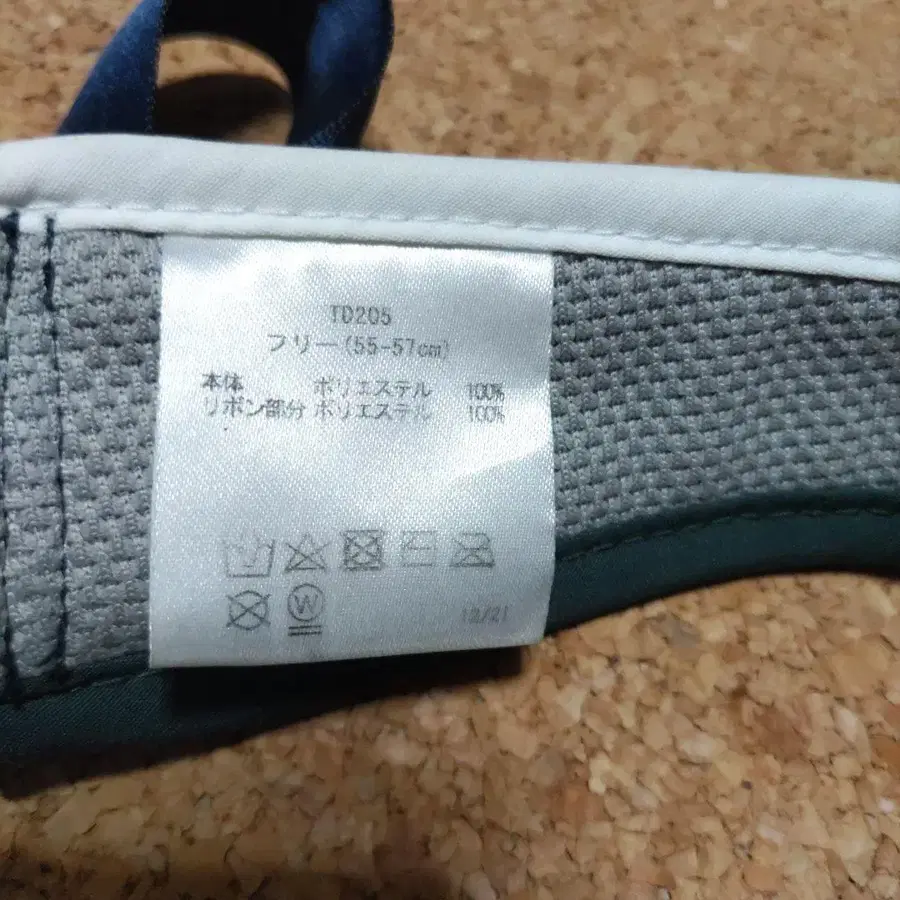 TD205
フリー(55-57cm)
本体 ポリエステル 100%
リボン部分 ポリエステル 100%
W
12/21